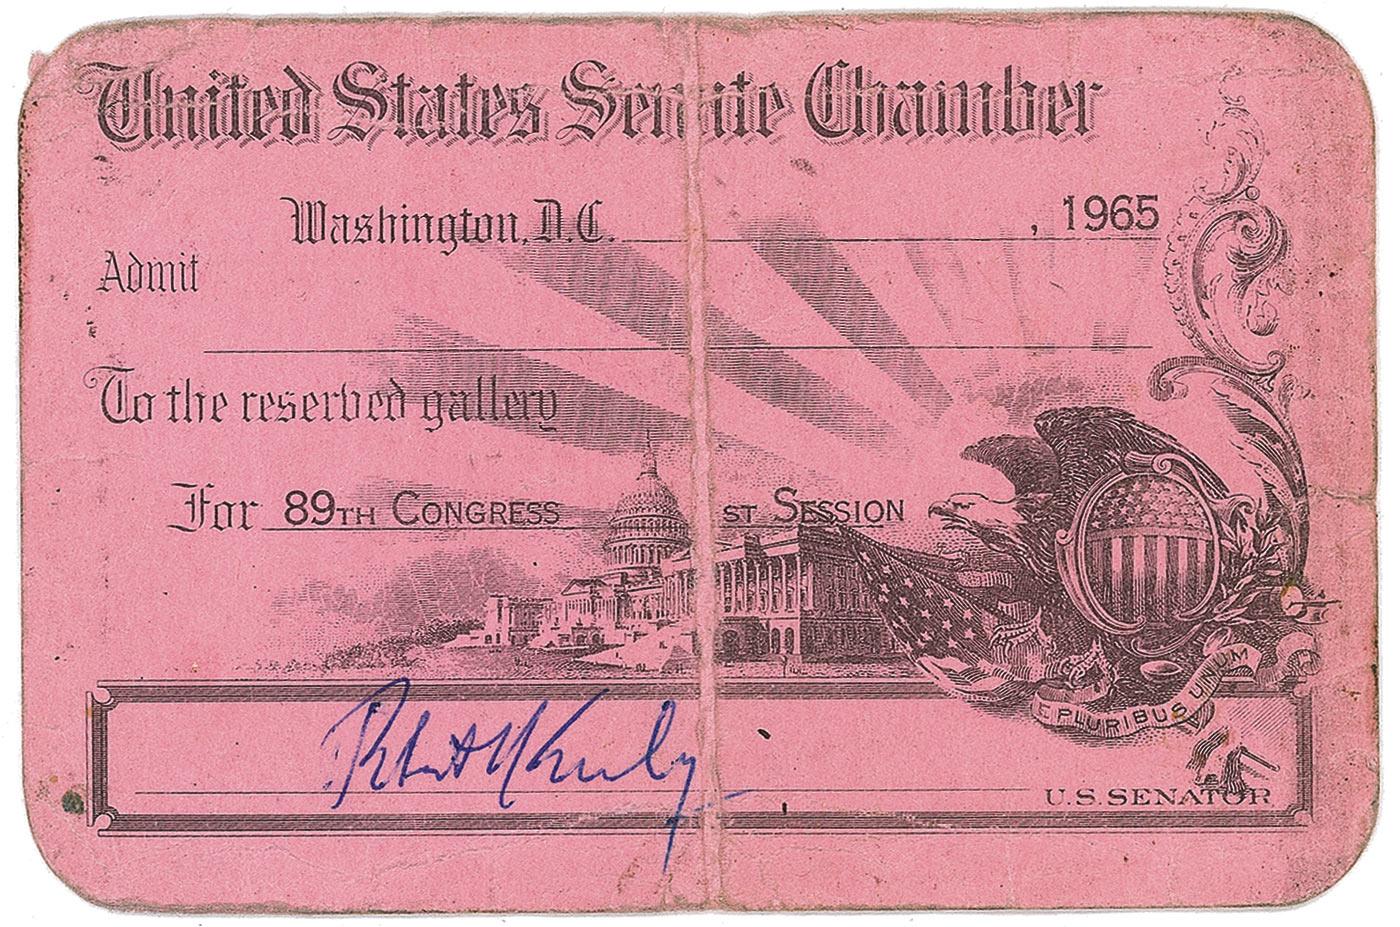 United States Senate Chamber
Washington, D.C. , 1965
Admit
To the reserved gallery
For 89TH CONGRESS ST SESSION
E PLURIBUS UNUM
U.S. SENATOR